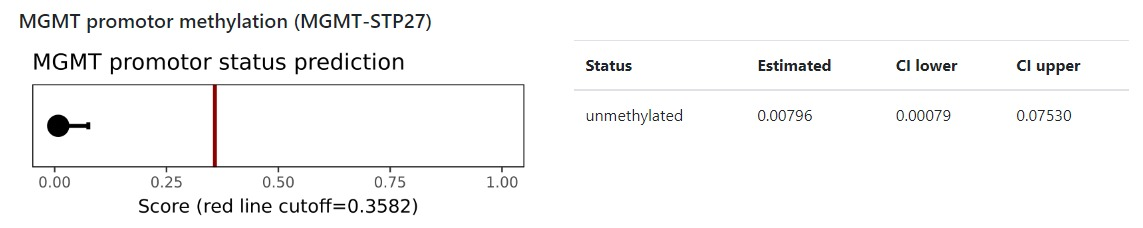 MGMT promotor methylation (MGMT-STP27)
MGMT promotor status prediction
0.00 0.25 0.50 0.75 1.00
Score (red line cutoff=0.3582)
Status Estimated CI lower CI upper
unmethylated 0.00796 0.00079 0.07530